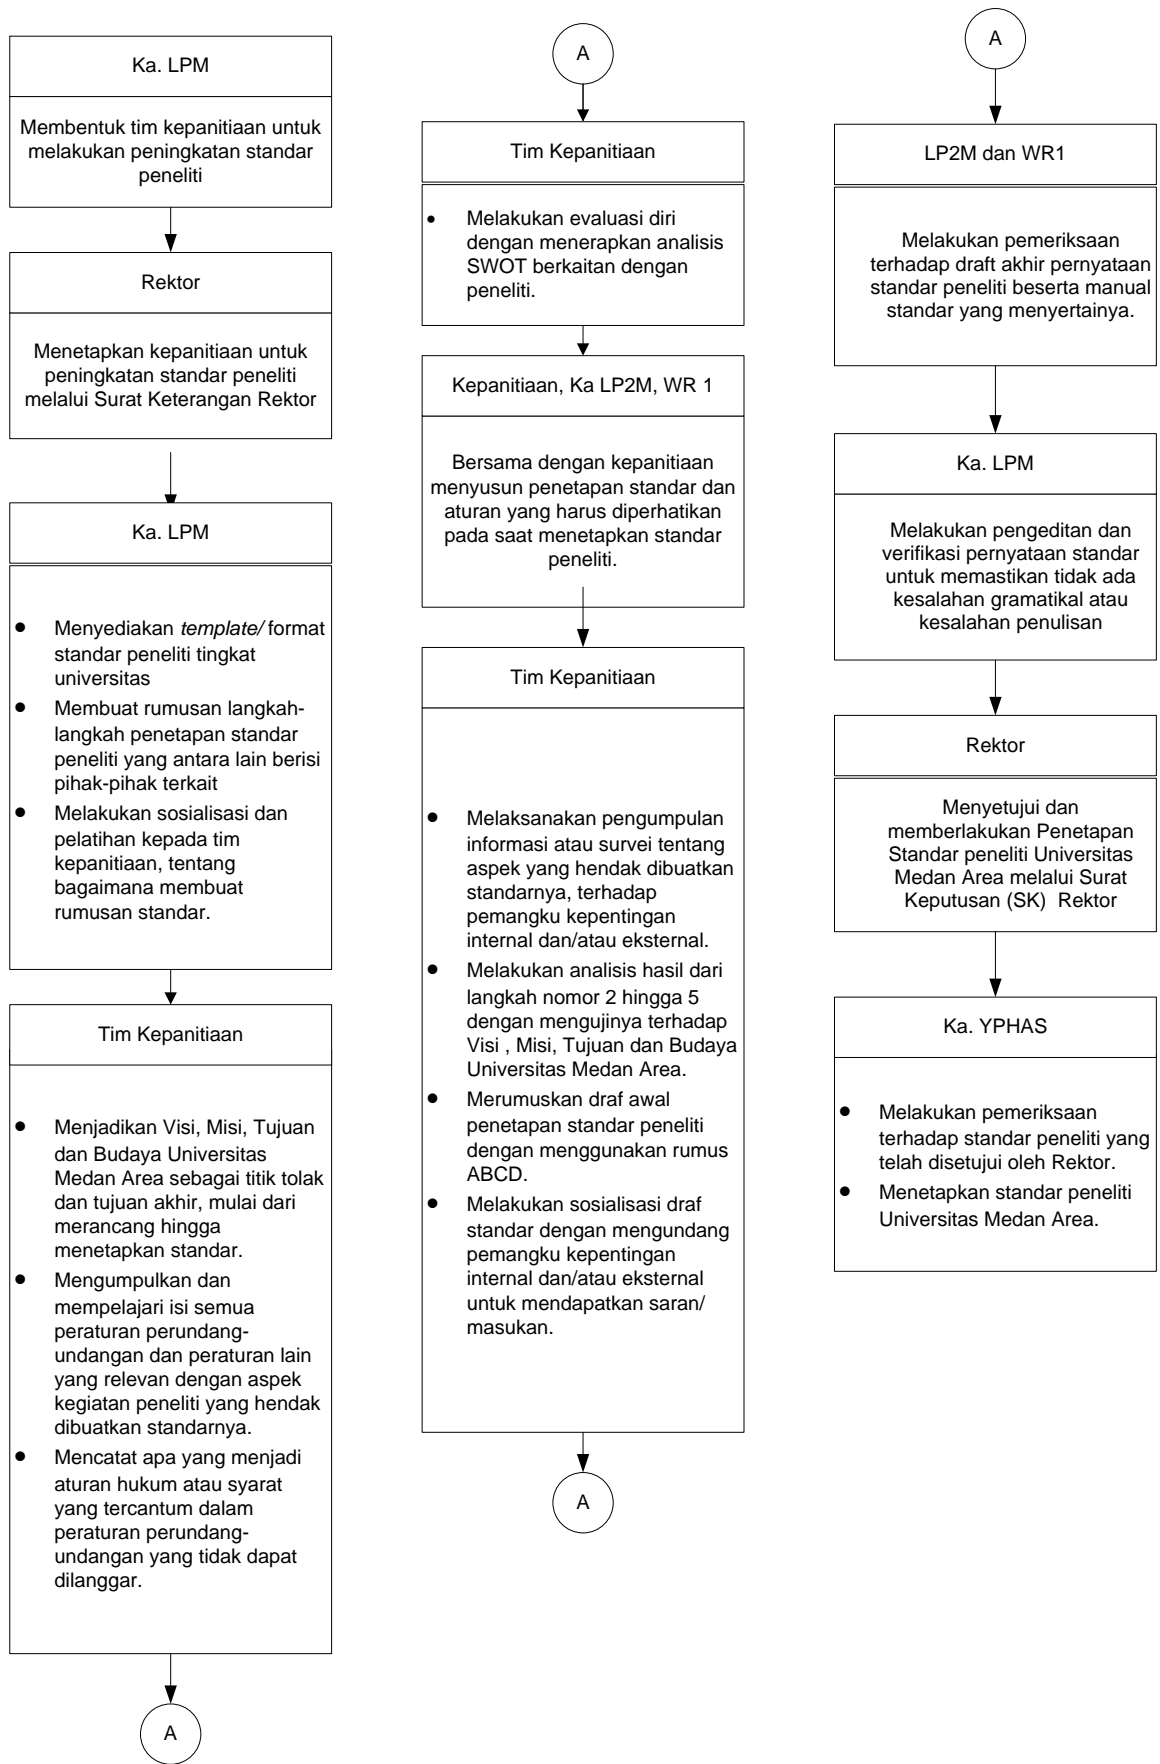 Ka. LPM
Membentuk tim kepanitiaan untuk
melakukan peningkatan standar
peneliti
Rektor
Menetapkan kepanitiaan untuk
peningkatan standar peneliti
melalui Surat Keterangan Rektor
Ka. LPM
• Menyediakan template/ format
standar peneliti tingkat
universitas
• Membuat rumusan langkah-
langkah penetapan standar
peneliti yang antara lain berisi
pihak-pihak terkait
• Melakukan sosialisasi dan
pelatihan kepada tim
kepanitiaan, tentang
bagaimana membuat
rumusan standar.
Tim Kepanitiaan
• Menjadikan Visi, Misi, Tujuan
dan Budaya Universitas
Medan Area sebagai titik tolak
dan tujuan akhir, mulai dari
merancang hingga
menetapkan standar.
• Mengumpulkan dan
mempelajari isi semua
peraturan perundang-
undangan dan peraturan lain
yang relevan dengan aspek
kegiatan peneliti yang hendak
dibuatkan standarnya.
• Mencatat apa yang menjadi
aturan hukum atau syarat
yang tercantum dalam
peraturan perundang-
undangan yang tidak dapat
dilanggar.
A
A
Tim Kepanitiaan
• Melakukan evaluasi diri
dengan menerapkan analisis
SWOT berkaitan dengan
peneliti.
Kepanitiaan, Ka LP2M, WR 1
Bersama dengan kepanitiaan
menyusun penetapan standar dan
aturan yang harus diperhatikan
pada saat menetapkan standar
peneliti.
Tim Kepanitiaan
• Melaksanakan pengumpulan
informasi atau survei tentang
aspek yang hendak dibuatkan
standarnya, terhadap
pemangku kepentingan
internal dan/atau eksternal.
• Melakukan analisis hasil dari
langkah nomor 2 hingga 5
dengan mengujinya terhadap
Visi , Misi, Tujuan dan Budaya
Universitas Medan Area.
• Merumuskan draf awal
penetapan standar peneliti
dengan menggunakan rumus
ABCD.
• Melakukan sosialisasi draf
standar dengan mengundang
pemangku kepentingan
internal dan/atau eksternal
untuk mendapatkan saran/
masukan.
A
A
LP2M dan WR1
Melakukan pemeriksaan
terhadap draft akhir pernyataan
standar peneliti beserta manual
standar yang menyertainya.
Ka. LPM
Melakukan pengeditan dan
verifikasi pernyataan standar
untuk memastikan tidak ada
kesalahan gramatikal atau
kesalahan penulisan
Rektor
Menyetujui dan
memberlakukan Penetapan
Standar peneliti Universitas
Medan Area melalui Surat
Keputusan (SK) Rektor
Ka. YPHAS
• Melakukan pemeriksaan
terhadap standar peneliti yang
telah disetujui oleh Rektor.
• Menetapkan standar peneliti
Universitas Medan Area.